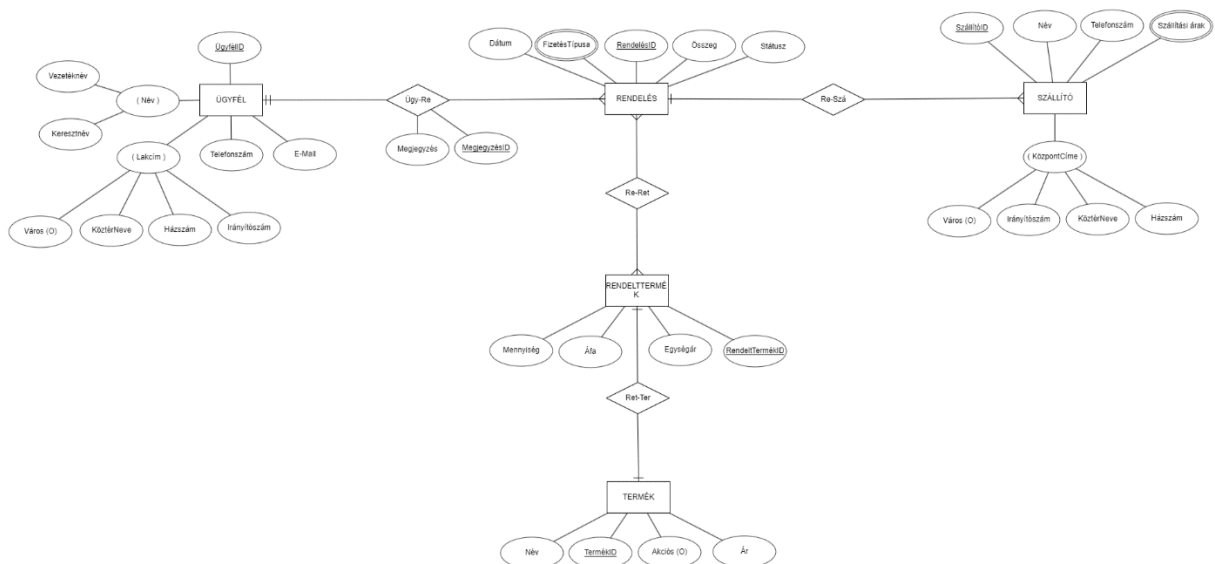 ÜgyfélID
Vezetéknév
( Név )
Keresztnév
ÜGYFÉL
( Lakcím )
Telefonszám
E-Mail
Város (O)
KöztérNeve
Házszám
Irányítószám
Ügy-Re
Megjegyzés
MegjegyzésID
Dátum
FizetésTípusa
RendelésID
Összeg
Státusz
RENDELÉS
Re-Szá
SzállítóID
Név
Telefonszám
Szállítási árak
SZÁLLÍTÓ
( KözpontCíme )
Város (O)
Irányítószám
KöztérNeve
Házszám
Re-Ret
RENDELTTERMÉ
K
Mennyiség
Áfa
Egységár
RendeltTermékID
Ret-Ter
TERMÉK
Név
TermékID
Akciós (O)
Ár